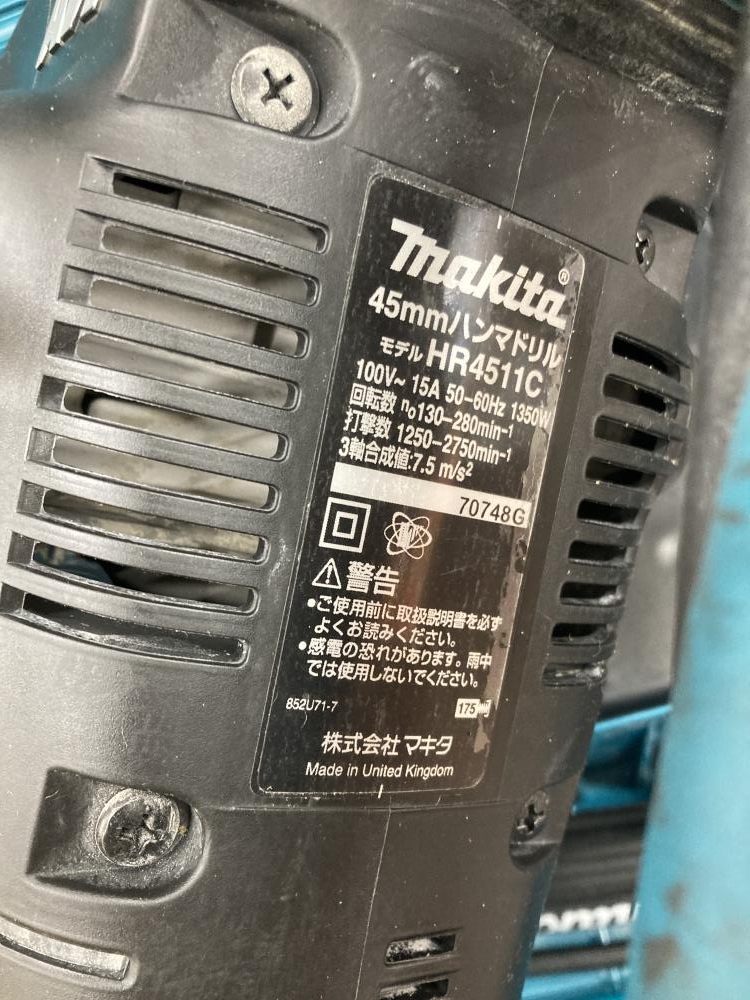 makita®
45mmハンマドリル
モデル HR4511C
100V~ 15A 50-60Hz 1350W
回転数 n₀130-280min⁻¹
打撃数 1250-2750min⁻¹
3軸合成値:7.5 m/s²
70748G
⚠警告
•ご使用前に取扱説明書を必ず
よくお読みください。
•感電の恐れがあります。雨中
では使用しないでください。
852U71-7
175
株式会社 マキタ
Made in United Kingdom